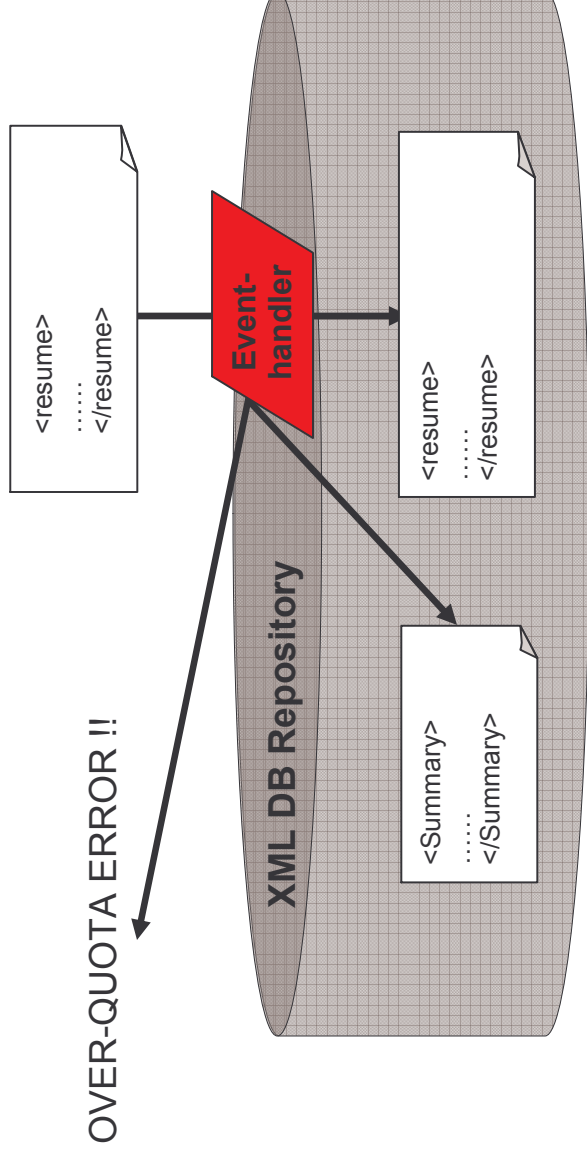 <resume>
......
</resume>
Event-
handler
OVER-QUOTA ERROR !!
XML DB Repository
<resume>
......
</resume>
<Summary>
......
</Summary>